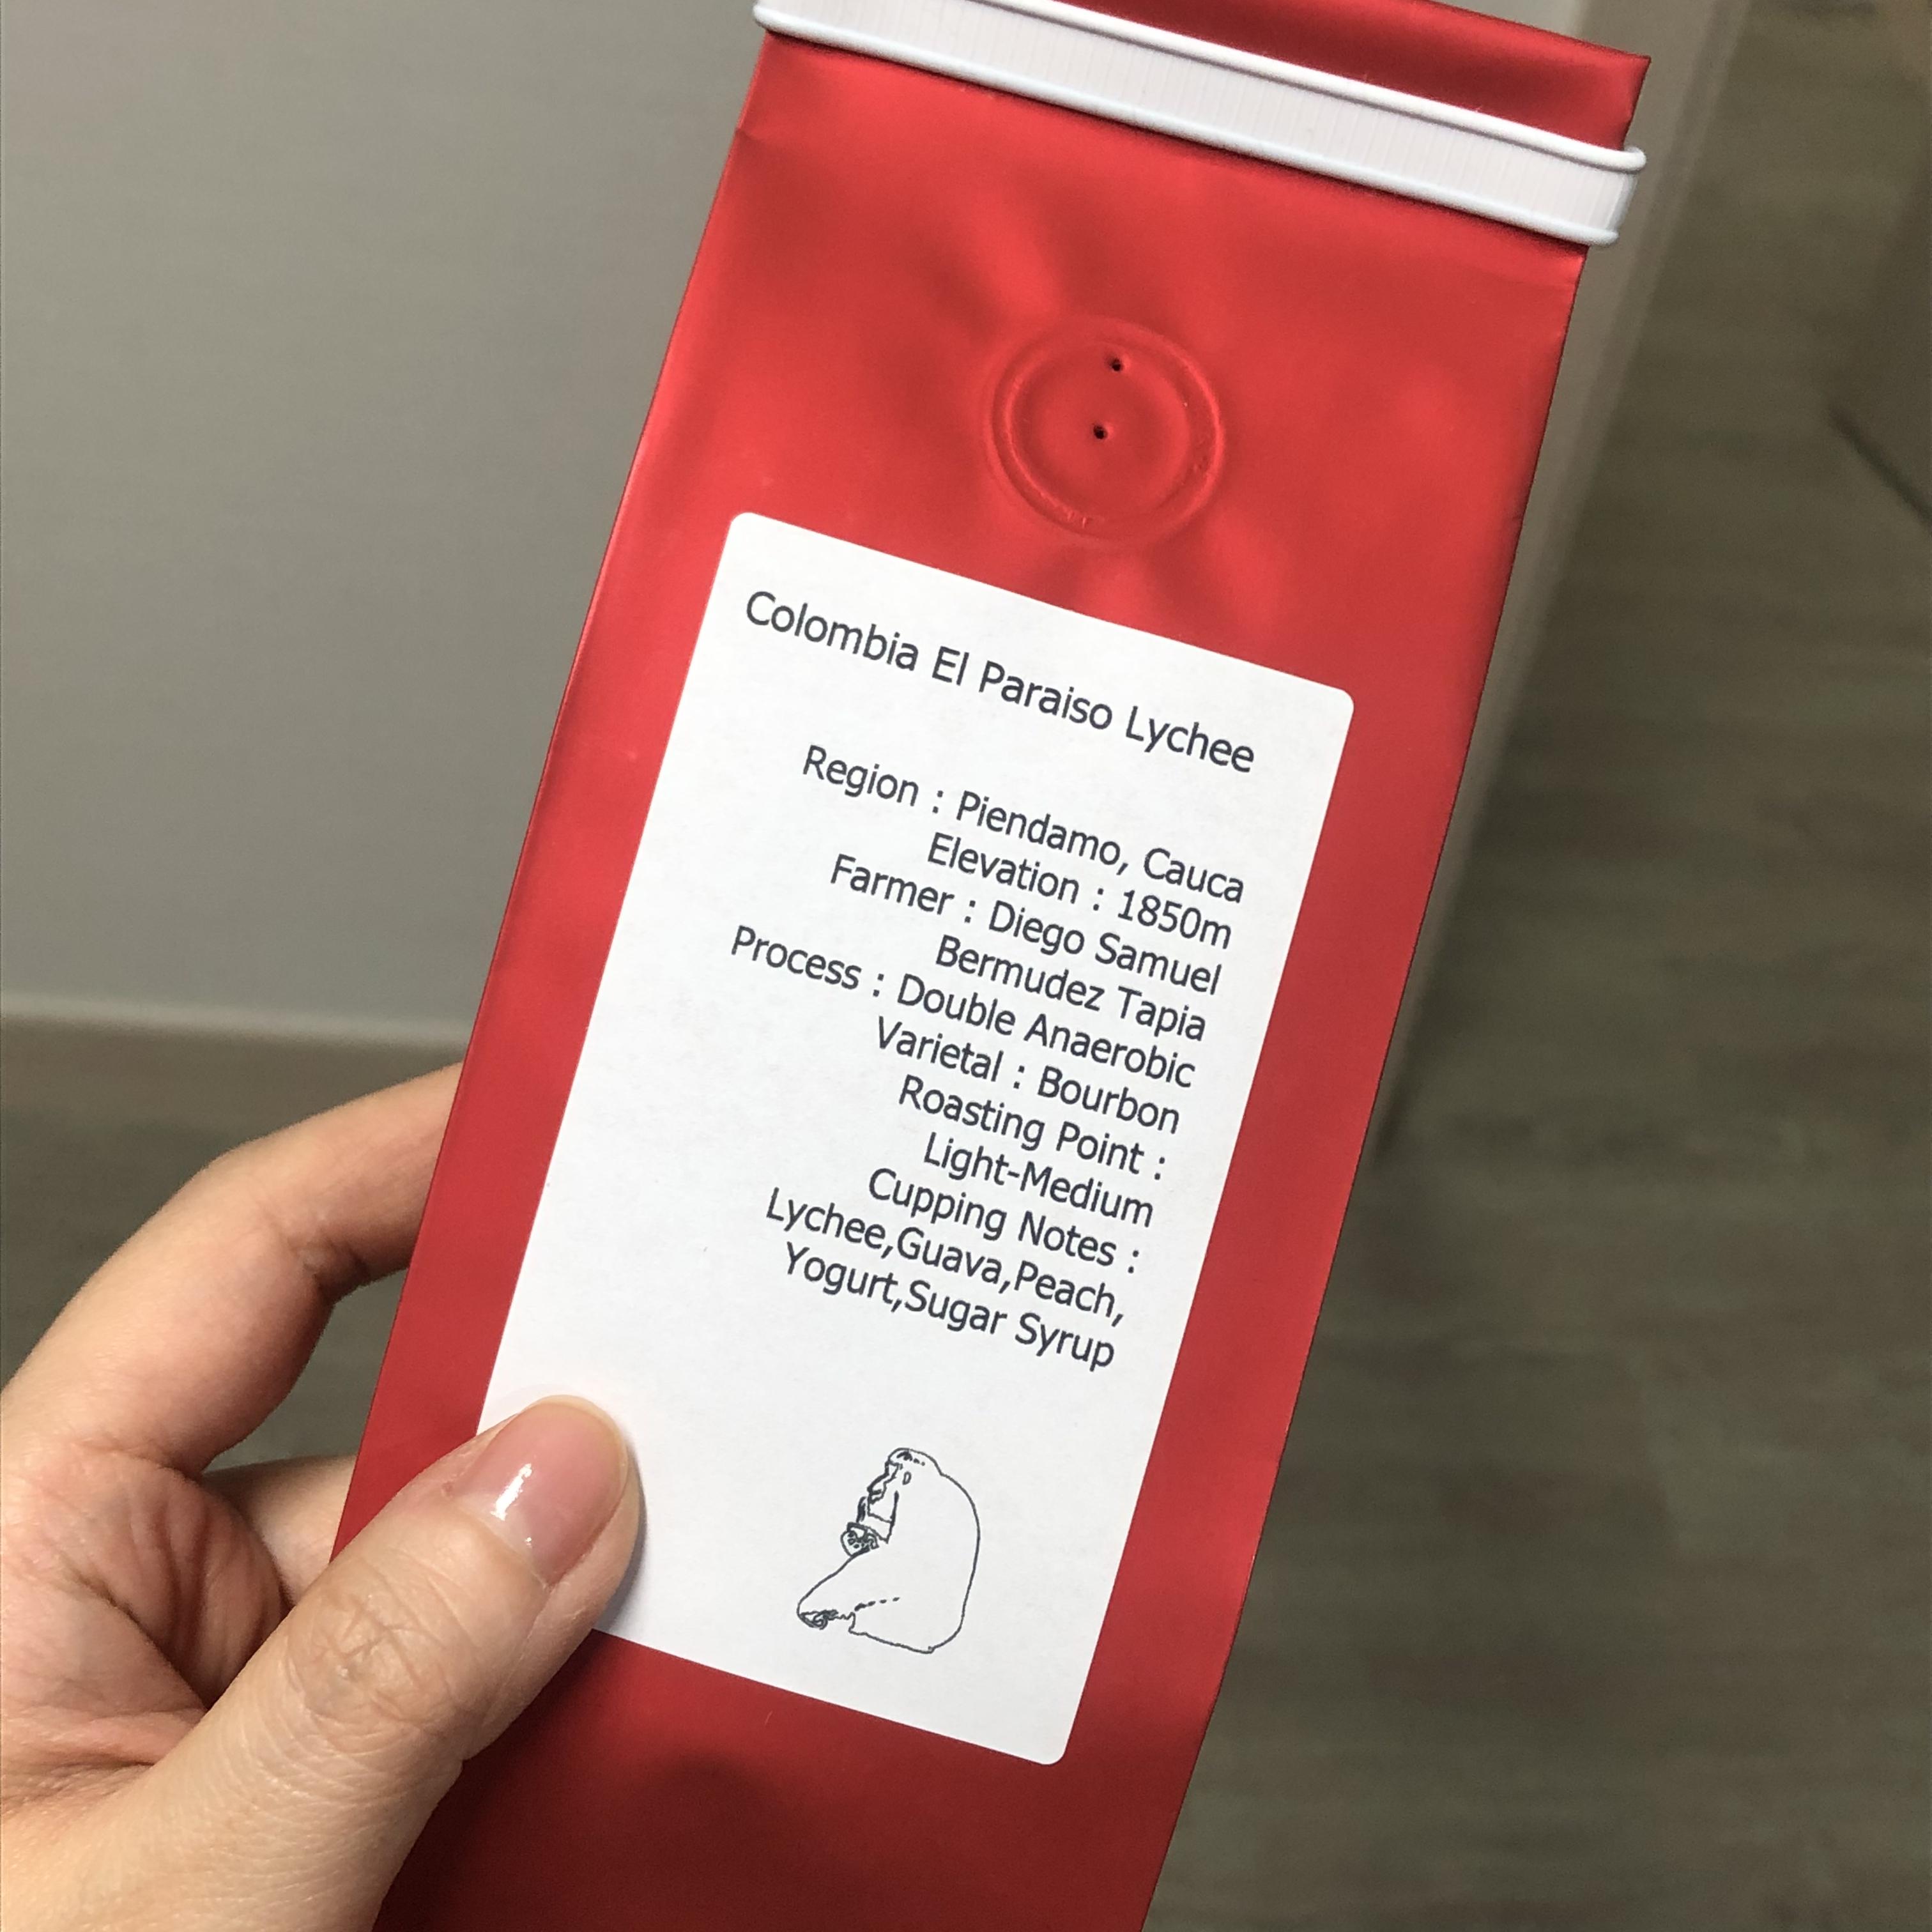 Colombia El Paraiso Lychee
Region : Piendamo, Cauca
Elevation : 1850m
Farmer : Diego Samuel
Bermudez Tapia
Process : Double Anaerobic
Varietal : Bourbon
Roasting Point :
Light-Medium
Cupping Notes :
Lychee,Guava,Peach,
Yogurt,Sugar Syrup